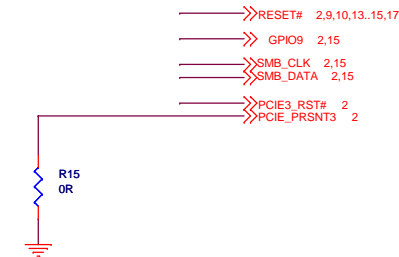 RESET# 2,9,10,13..15,17
GPIO9 2,15
SMB_CLK 2,15
SMB_DATA 2,15
PCIE3_RST# 2
PCIE_PRSNT3 2
R15
0R